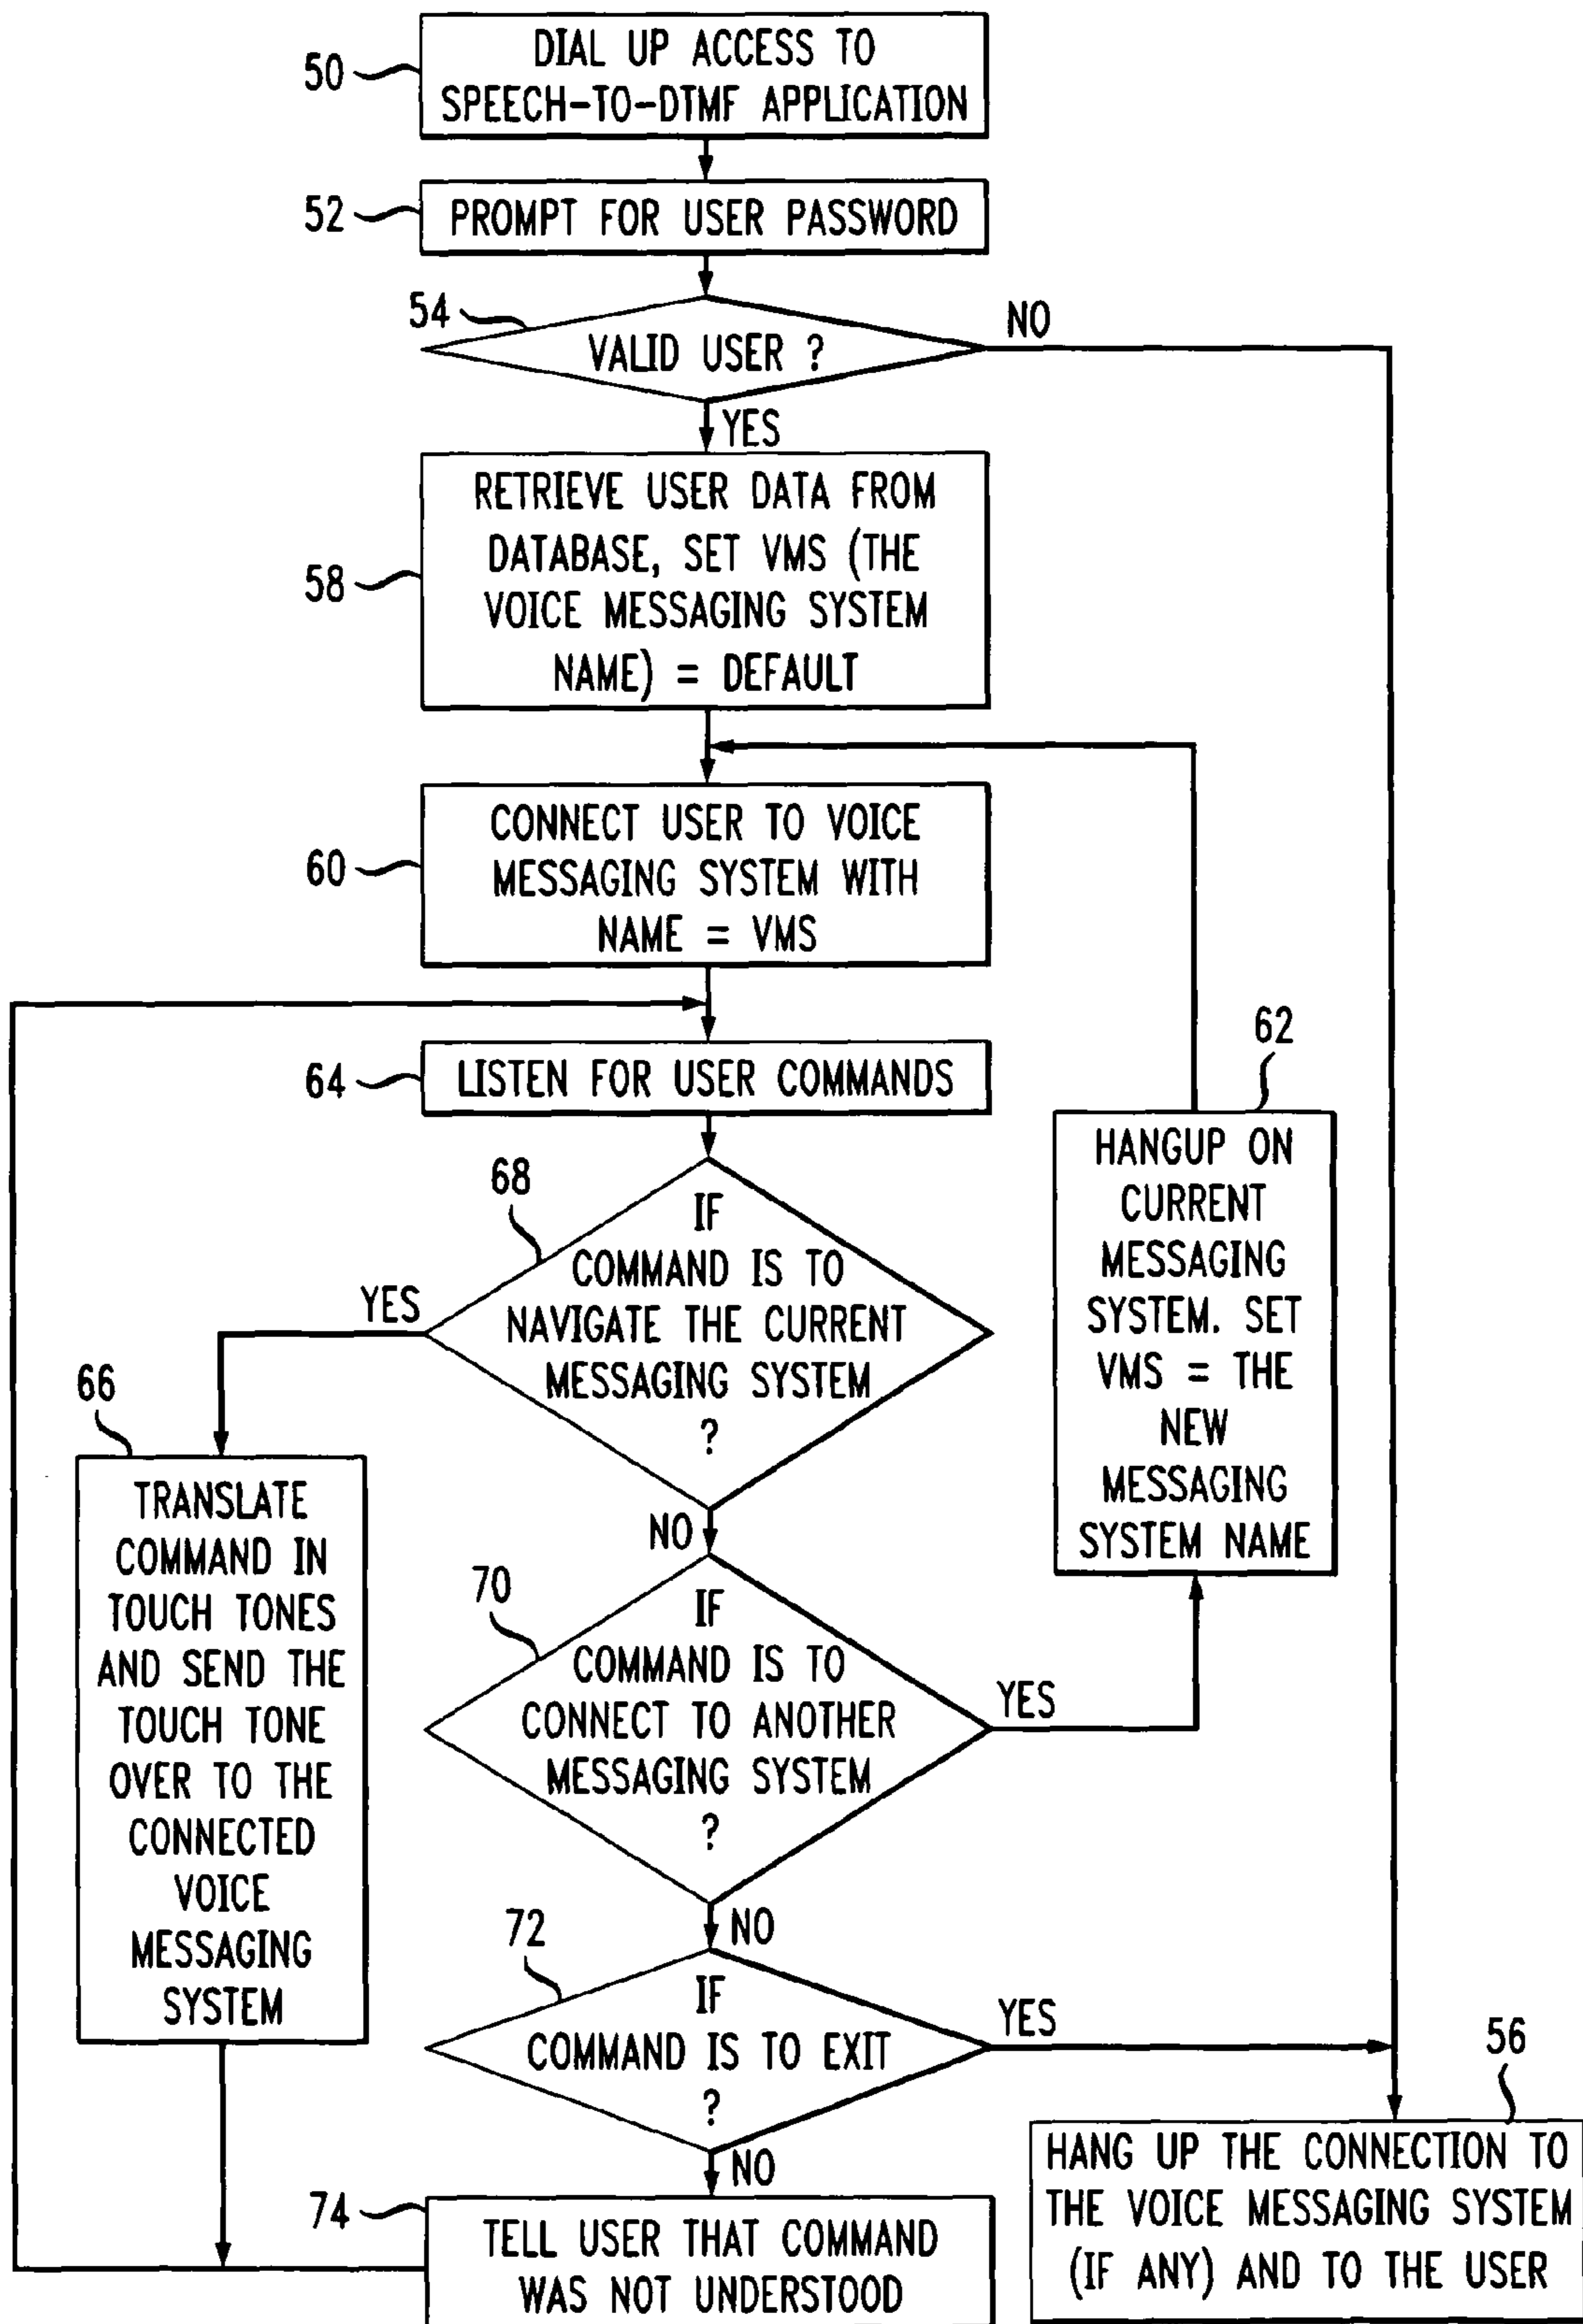 50
DIAL UP ACCESS TO
SPEECH-TO-DTMF APPLICATION
52
PROMPT FOR USER PASSWORD
54
VALID USER ?
NO
YES
58
RETRIEVE USER DATA FROM
DATABASE, SET VMS (THE
VOICE MESSAGING SYSTEM
NAME) = DEFAULT
60
CONNECT USER TO VOICE
MESSAGING SYSTEM WITH
NAME = VMS
64
LISTEN FOR USER COMMANDS
62
HANGUP ON
CURRENT
MESSAGING
SYSTEM. SET
VMS = THE
NEW
MESSAGING
SYSTEM NAME
68
IF
COMMAND IS TO
NAVIGATE THE CURRENT
MESSAGING SYSTEM
?
YES
66
TRANSLATE
COMMAND IN
TOUCH TONES
AND SEND THE
TOUCH TONE
OVER TO THE
CONNECTED
VOICE
MESSAGING
SYSTEM
NO
70
IF
COMMAND IS TO
CONNECT TO ANOTHER
MESSAGING SYSTEM
?
YES
NO
72
IF
COMMAND IS TO EXIT
?
YES
NO
56
HANG UP THE CONNECTION TO
THE VOICE MESSAGING SYSTEM
(IF ANY) AND TO THE USER
74
TELL USER THAT COMMAND
WAS NOT UNDERSTOOD